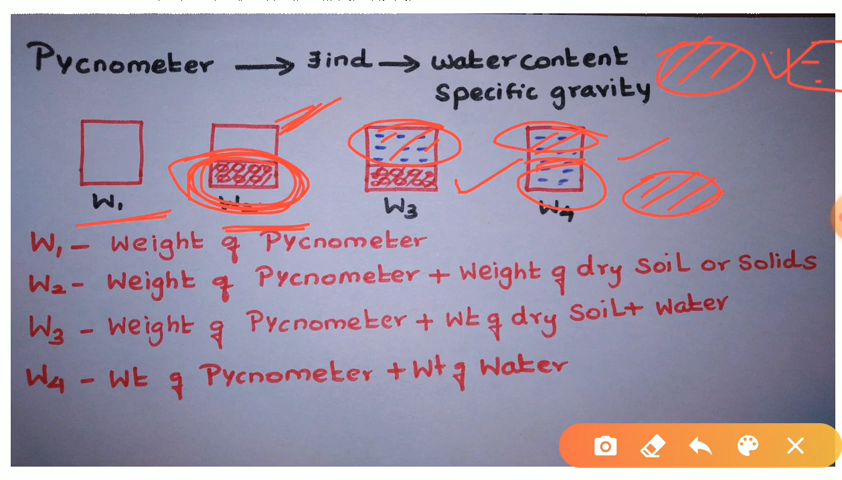 Pycnometer → find → water content
Specific gravity
W₁ W₃ W₄
W₁ - Weight of Pycnometer
W₂ - Weight of Pycnometer + Weight of dry Soil or Solids
W₃ - Weight of Pycnometer + wt of dry Soil + Water
W₄ - Wt of Pycnometer + Wt of Water